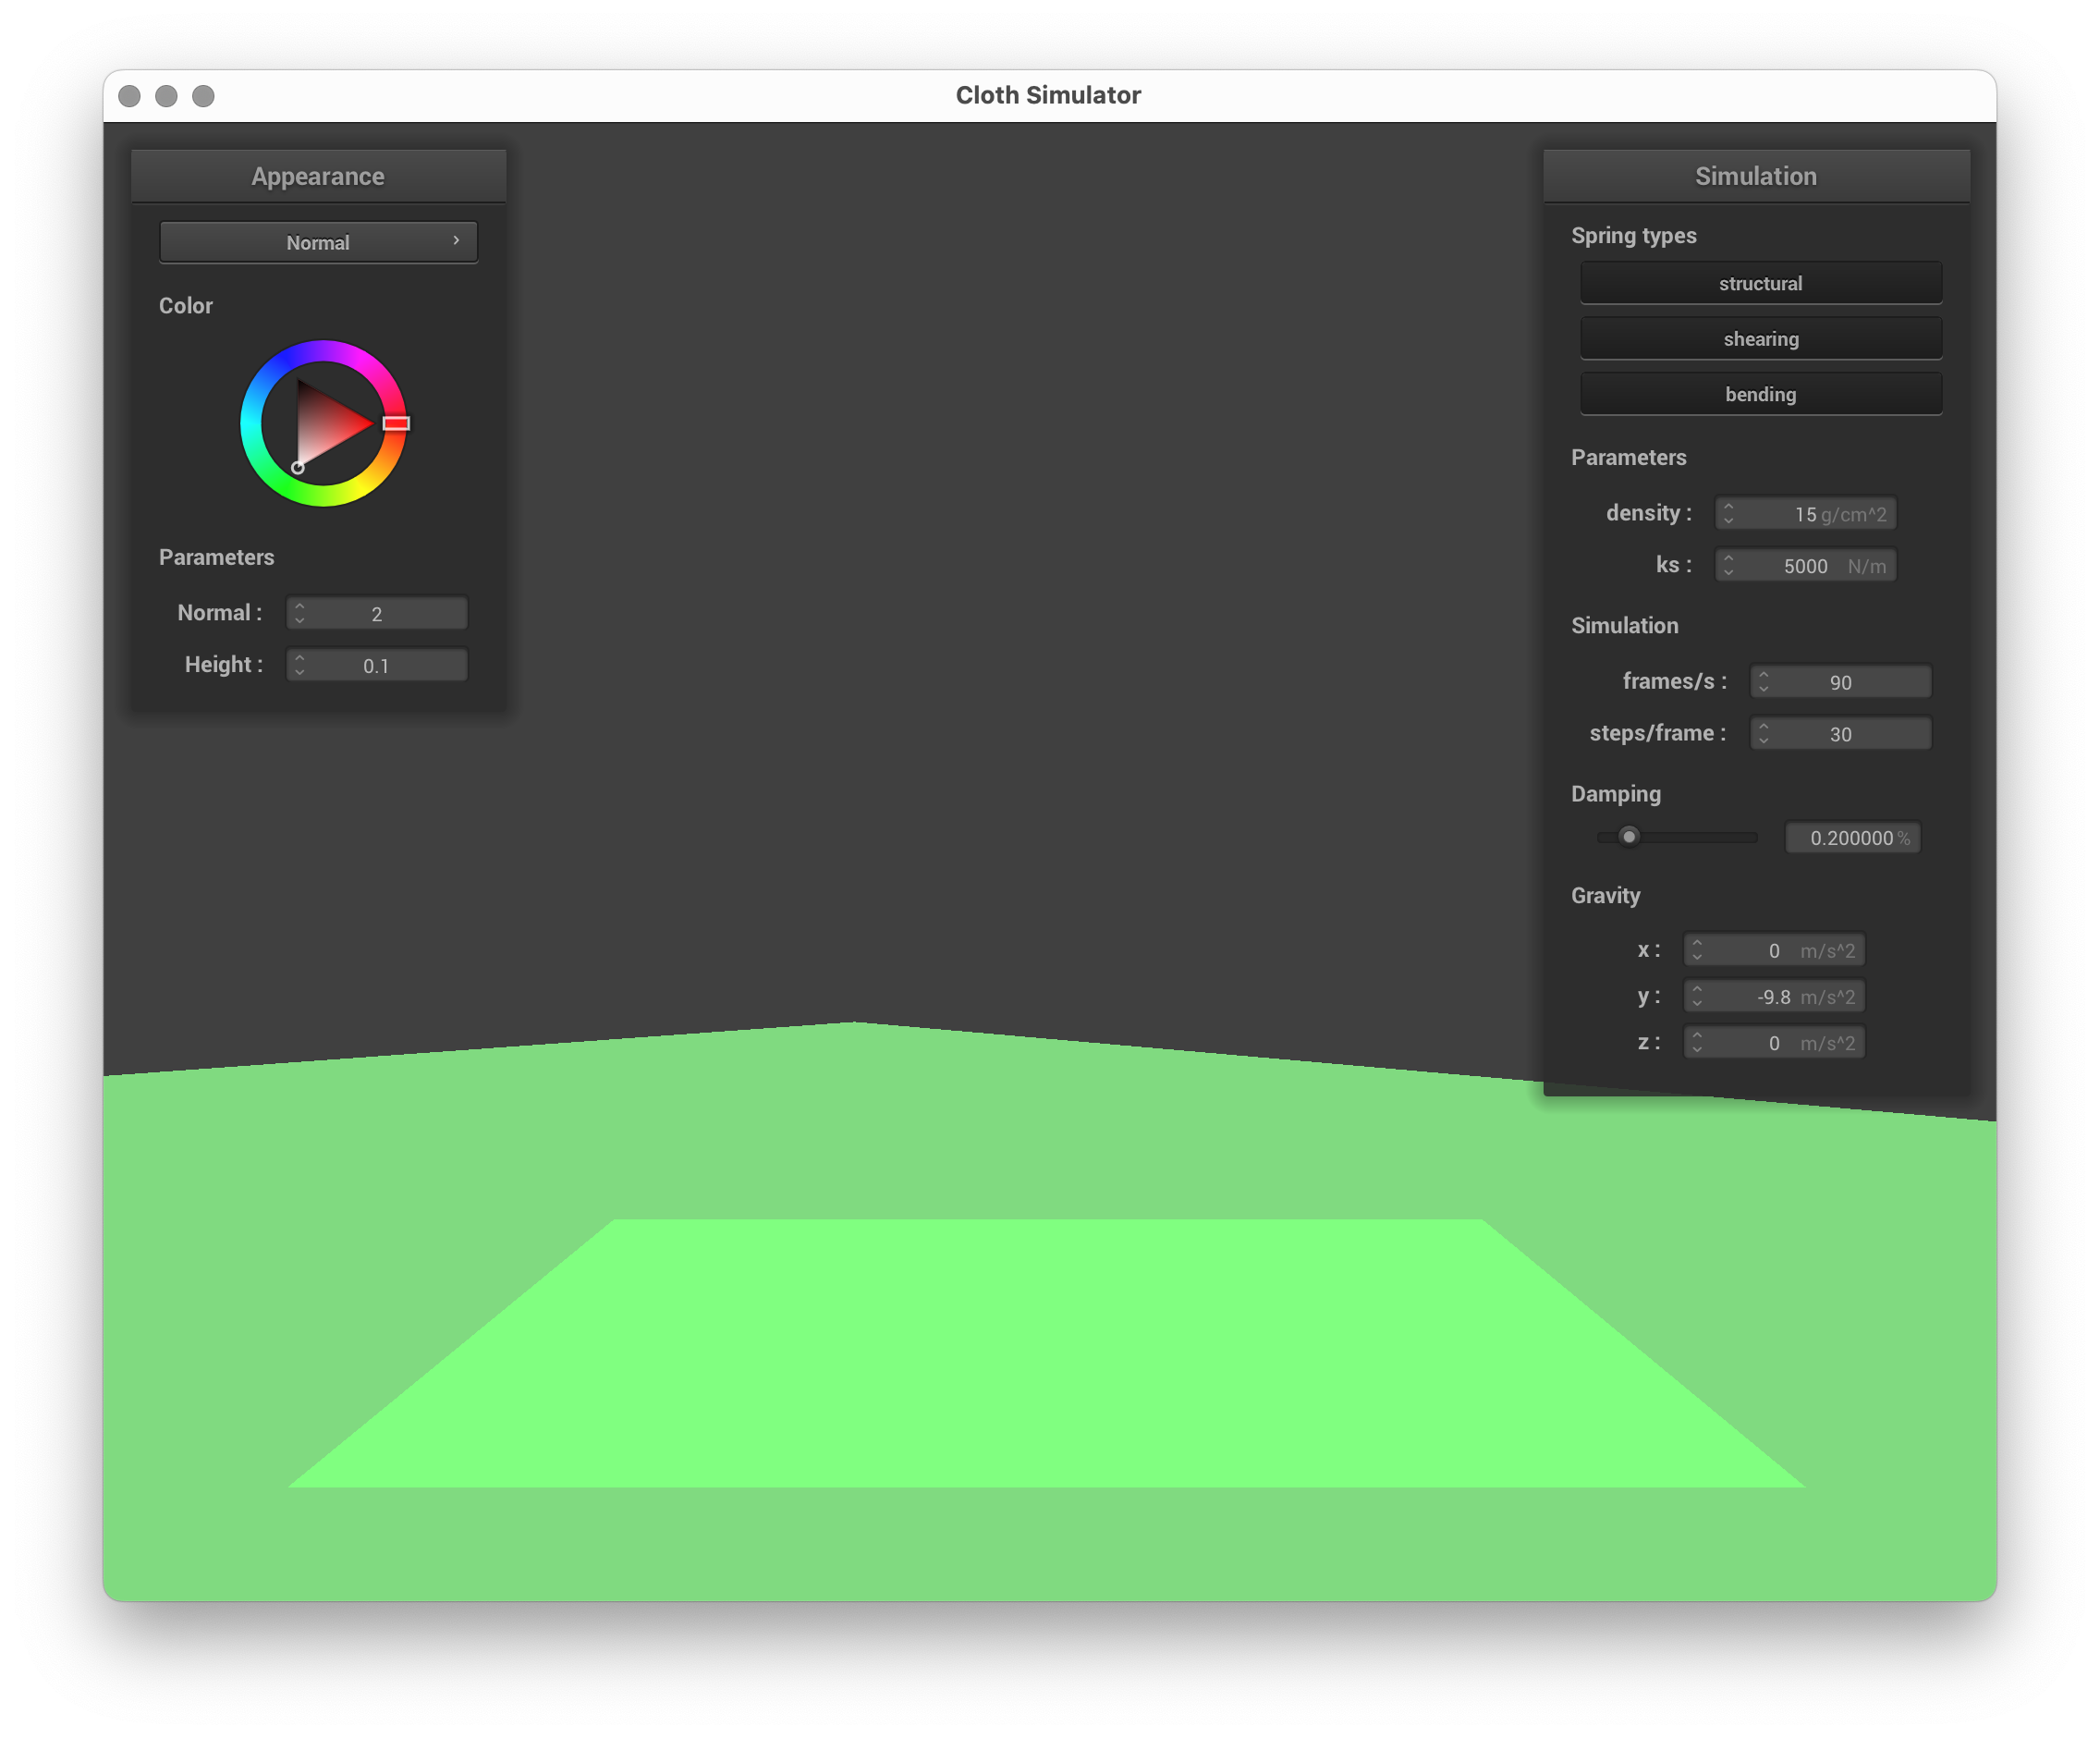 Cloth Simulator
Appearance
Normal
Color
Parameters
Normal : 2
Height : 0.1
Simulation
Spring types
structural
shearing
bending
Parameters
density : 15 g/cm^2
ks : 5000 N/m
Simulation
frames/s : 90
steps/frame : 30
Damping
0.200000 %
Gravity
x : 0 m/s^2
y : -9.8 m/s^2
z : 0 m/s^2